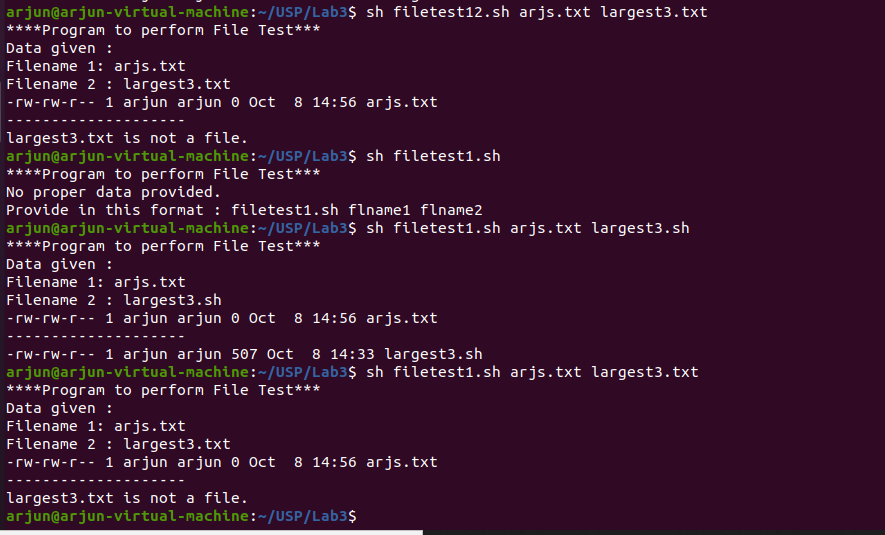 arjun@arjun-virtual-machine:~/USP/Lab3$ sh filetest12.sh arjs.txt largest3.txt
****Program to perform File Test***
Data given :
Filename 1: arjs.txt
Filename 2 : largest3.txt
-rw-rw-r-- 1 arjun arjun 0 Oct  8 14:56 arjs.txt
--------------------
largest3.txt is not a file.
arjun@arjun-virtual-machine:~/USP/Lab3$ sh filetest1.sh
****Program to perform File Test***
No proper data provided.
Provide in this format : filetest1.sh flname1 flname2
arjun@arjun-virtual-machine:~/USP/Lab3$ sh filetest1.sh arjs.txt largest3.sh
****Program to perform File Test***
Data given :
Filename 1: arjs.txt
Filename 2 : largest3.sh
-rw-rw-r-- 1 arjun arjun 0 Oct  8 14:56 arjs.txt
--------------------
-rw-rw-r-- 1 arjun arjun 507 Oct  8 14:33 largest3.sh
arjun@arjun-virtual-machine:~/USP/Lab3$ sh filetest1.sh arjs.txt largest3.txt
****Program to perform File Test***
Data given :
Filename 1: arjs.txt
Filename 2 : largest3.txt
-rw-rw-r-- 1 arjun arjun 0 Oct  8 14:56 arjs.txt
--------------------
largest3.txt is not a file.
arjun@arjun-virtual-machine:~/USP/Lab3$